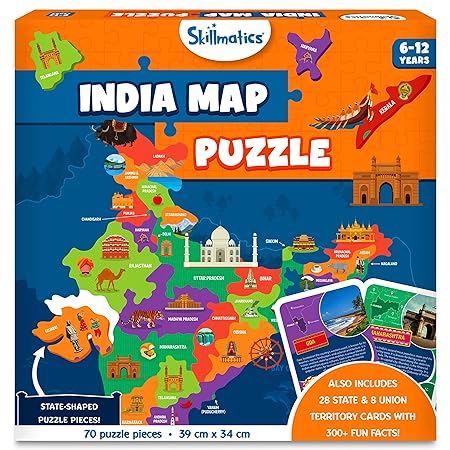 Skillmatics
6-12
YEARS
INDIA MAP
PUZZLE
TELANGANA
KERALA
LADAKH
JAMMU & KASHMIR
HIMACHAL PRADESH
CHANDIGARH
PUNJAB
UTTARAKHAND
HARYANA
DELHI
SIKKIM
ARUNACHAL PRADESH
ASSAM
NAGALAND
MEGHALAYA
RAJASTHAN
UTTAR PRADESH
BIHAR
GUJARAT
MADHYA PRADESH
CHHATTISGARH
JHARKHAND
ODISHA
MAHARASHTRA
TELANGANA
YANAM
(PUDUCHERRY)
KARNATAKA
ANDHRA PRADESH
GOA
MAHARASHTRA
STATE-SHAPED
PUZZLE PIECES!
70 puzzle pieces • 39 cm x 34 cm
ALSO INCLUDES
28 STATE & 8 UNION
TERRITORY CARDS WITH
300+ FUN FACTS!